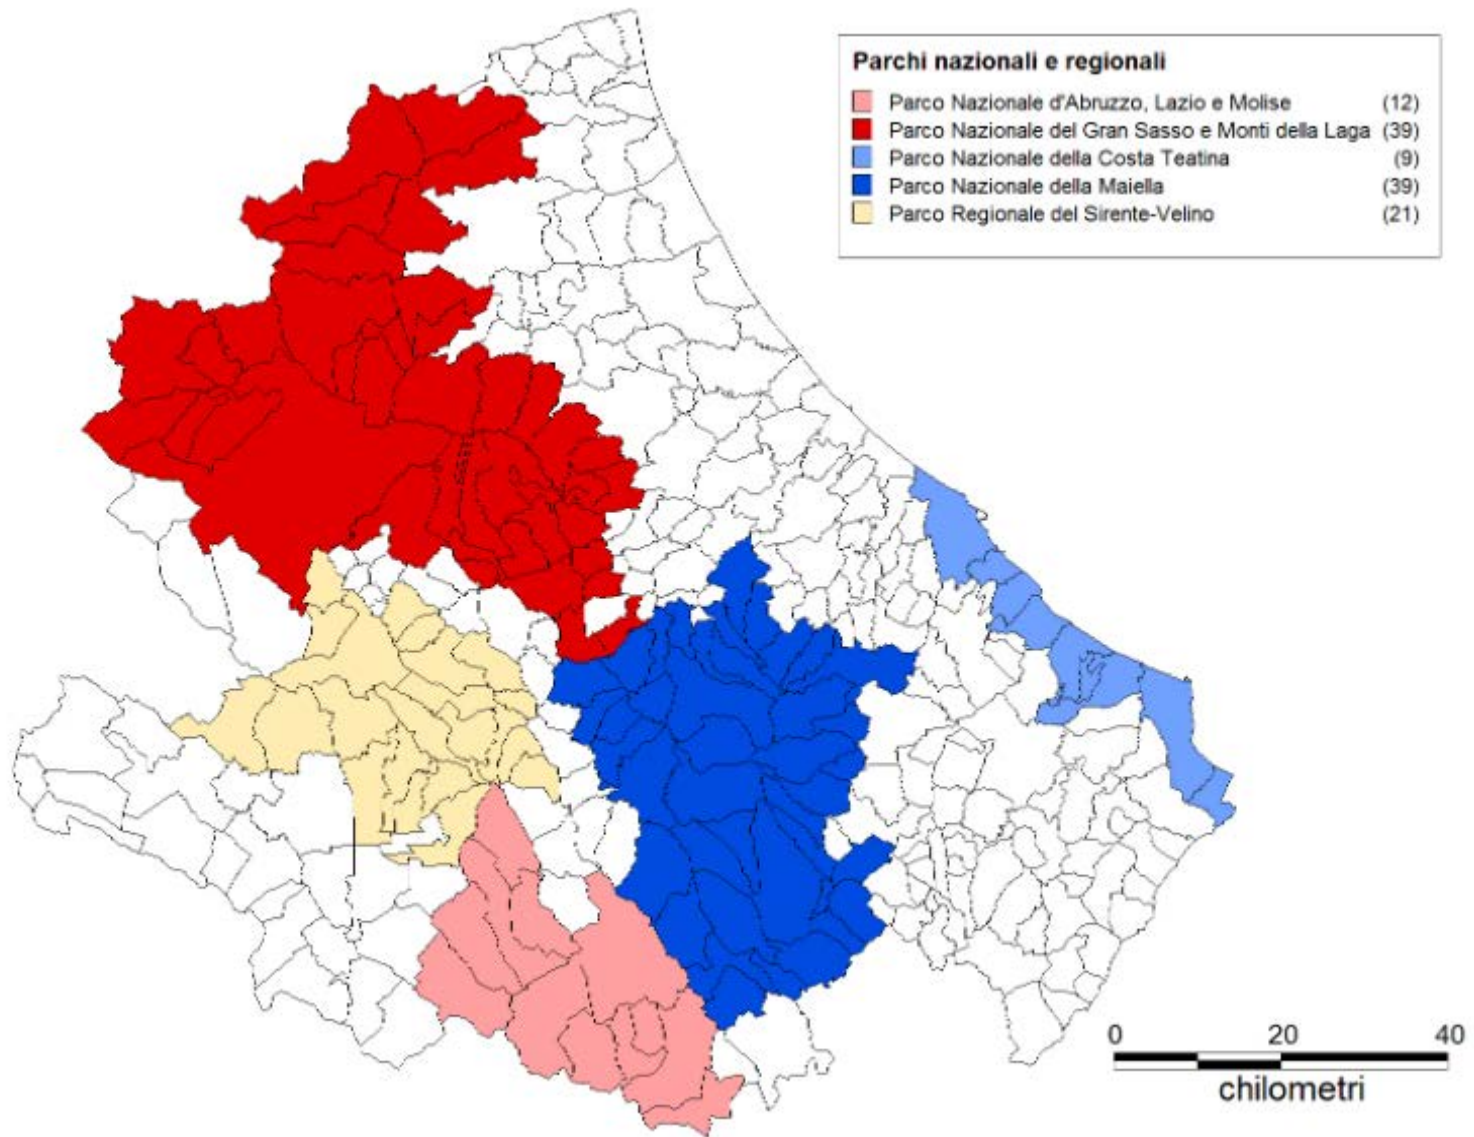 Parchi nazionali e regionali
Parco Nazionale d'Abruzzo, Lazio e Molise (12)
Parco Nazionale del Gran Sasso e Monti della Laga (39)
Parco Nazionale della Costa Teatina (9)
Parco Nazionale della Maiella (39)
Parco Regionale del Sirente-Velino (21)
0 20 40
chilometri